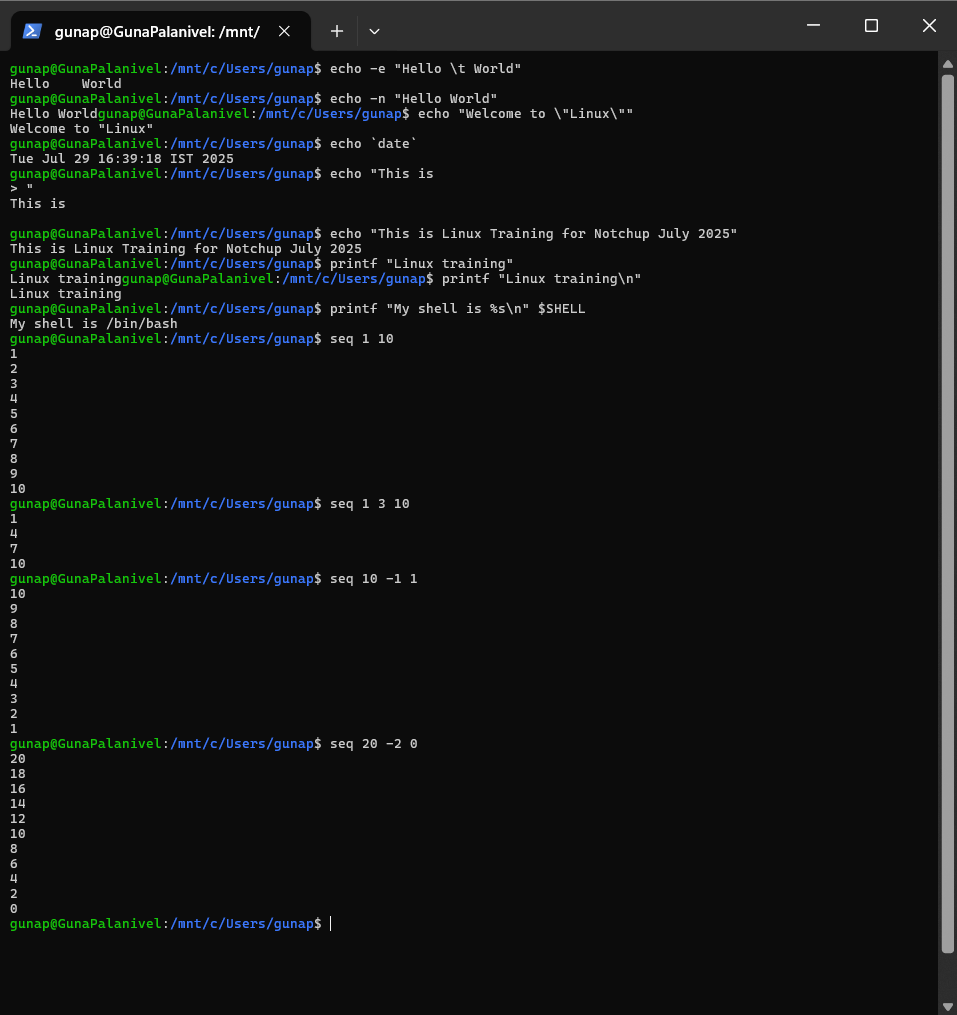 gunap@GunaPalanivel: /mnt/
gunap@GunaPalanivel:/mnt/c/Users/gunap$ echo -e "Hello \t World"
Hello    World
gunap@GunaPalanivel:/mnt/c/Users/gunap$ echo -n "Hello World"
Hello Worldgunap@GunaPalanivel:/mnt/c/Users/gunap$ echo "Welcome to \"Linux\""
Welcome to "Linux"
gunap@GunaPalanivel:/mnt/c/Users/gunap$ echo `date`
Tue Jul 29 16:39:18 IST 2025
gunap@GunaPalanivel:/mnt/c/Users/gunap$ echo "This is
> "
This is

gunap@GunaPalanivel:/mnt/c/Users/gunap$ echo "This is Linux Training for Notchup July 2025"
This is Linux Training for Notchup July 2025
gunap@GunaPalanivel:/mnt/c/Users/gunap$ printf "Linux training"
Linux traininggunap@GunaPalanivel:/mnt/c/Users/gunap$ printf "Linux training\n"
Linux training
gunap@GunaPalanivel:/mnt/c/Users/gunap$ printf "My shell is %s\n" $SHELL
My shell is /bin/bash
gunap@GunaPalanivel:/mnt/c/Users/gunap$ seq 1 10
1
2
3
4
5
6
7
8
9
10
gunap@GunaPalanivel:/mnt/c/Users/gunap$ seq 1 3 10
1
4
7
10
gunap@GunaPalanivel:/mnt/c/Users/gunap$ seq 10 -1 1
10
9
8
7
6
5
4
3
2
1
gunap@GunaPalanivel:/mnt/c/Users/gunap$ seq 20 -2 0
20
18
16
14
12
10
8
6
4
2
0
gunap@GunaPalanivel:/mnt/c/Users/gunap$